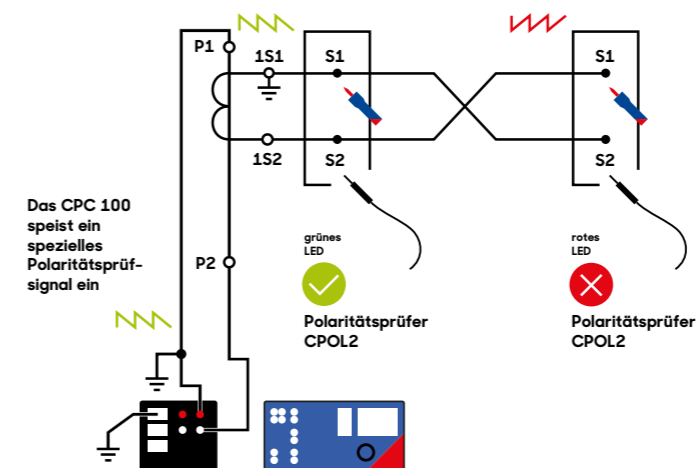 P1
1S1
S1
S1
1S2
S2
S2
Das CPC 100
speist ein
spezielles
Polaritätsprüf-
signal ein
P2
grünes
LED
Polaritätsprüfer
CPOL2
rotes
LED
Polaritätsprüfer
CPOL2